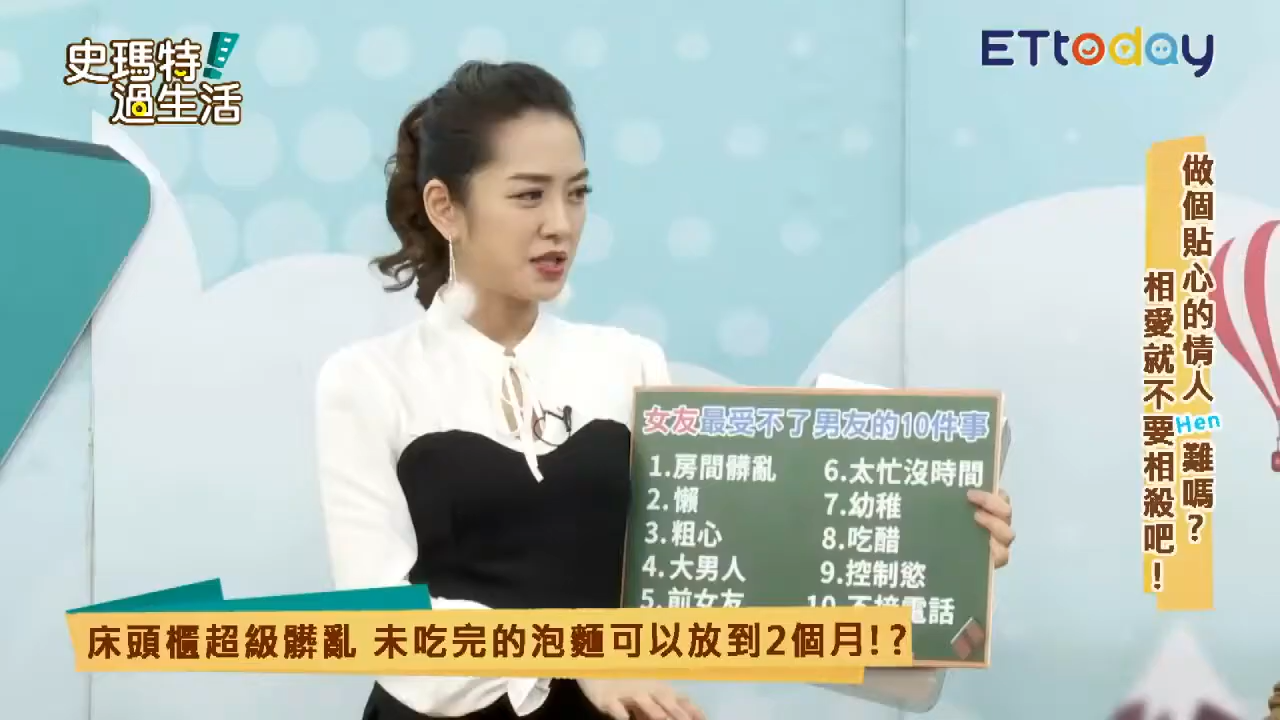 史瑪特
過生活
ETtoday
做個貼心的情人Hen難嗎?
相愛就不要相殺吧!
女友最受不了男友的10件事
1.房間髒亂
2.懶
3.粗心
4.大男人
5.前女友
6.太忙沒時間
7.幼稚
8.吃醋
9.控制慾
10.不接電話
床頭櫃超級髒亂 未吃完的泡麵可以放到2個月!?